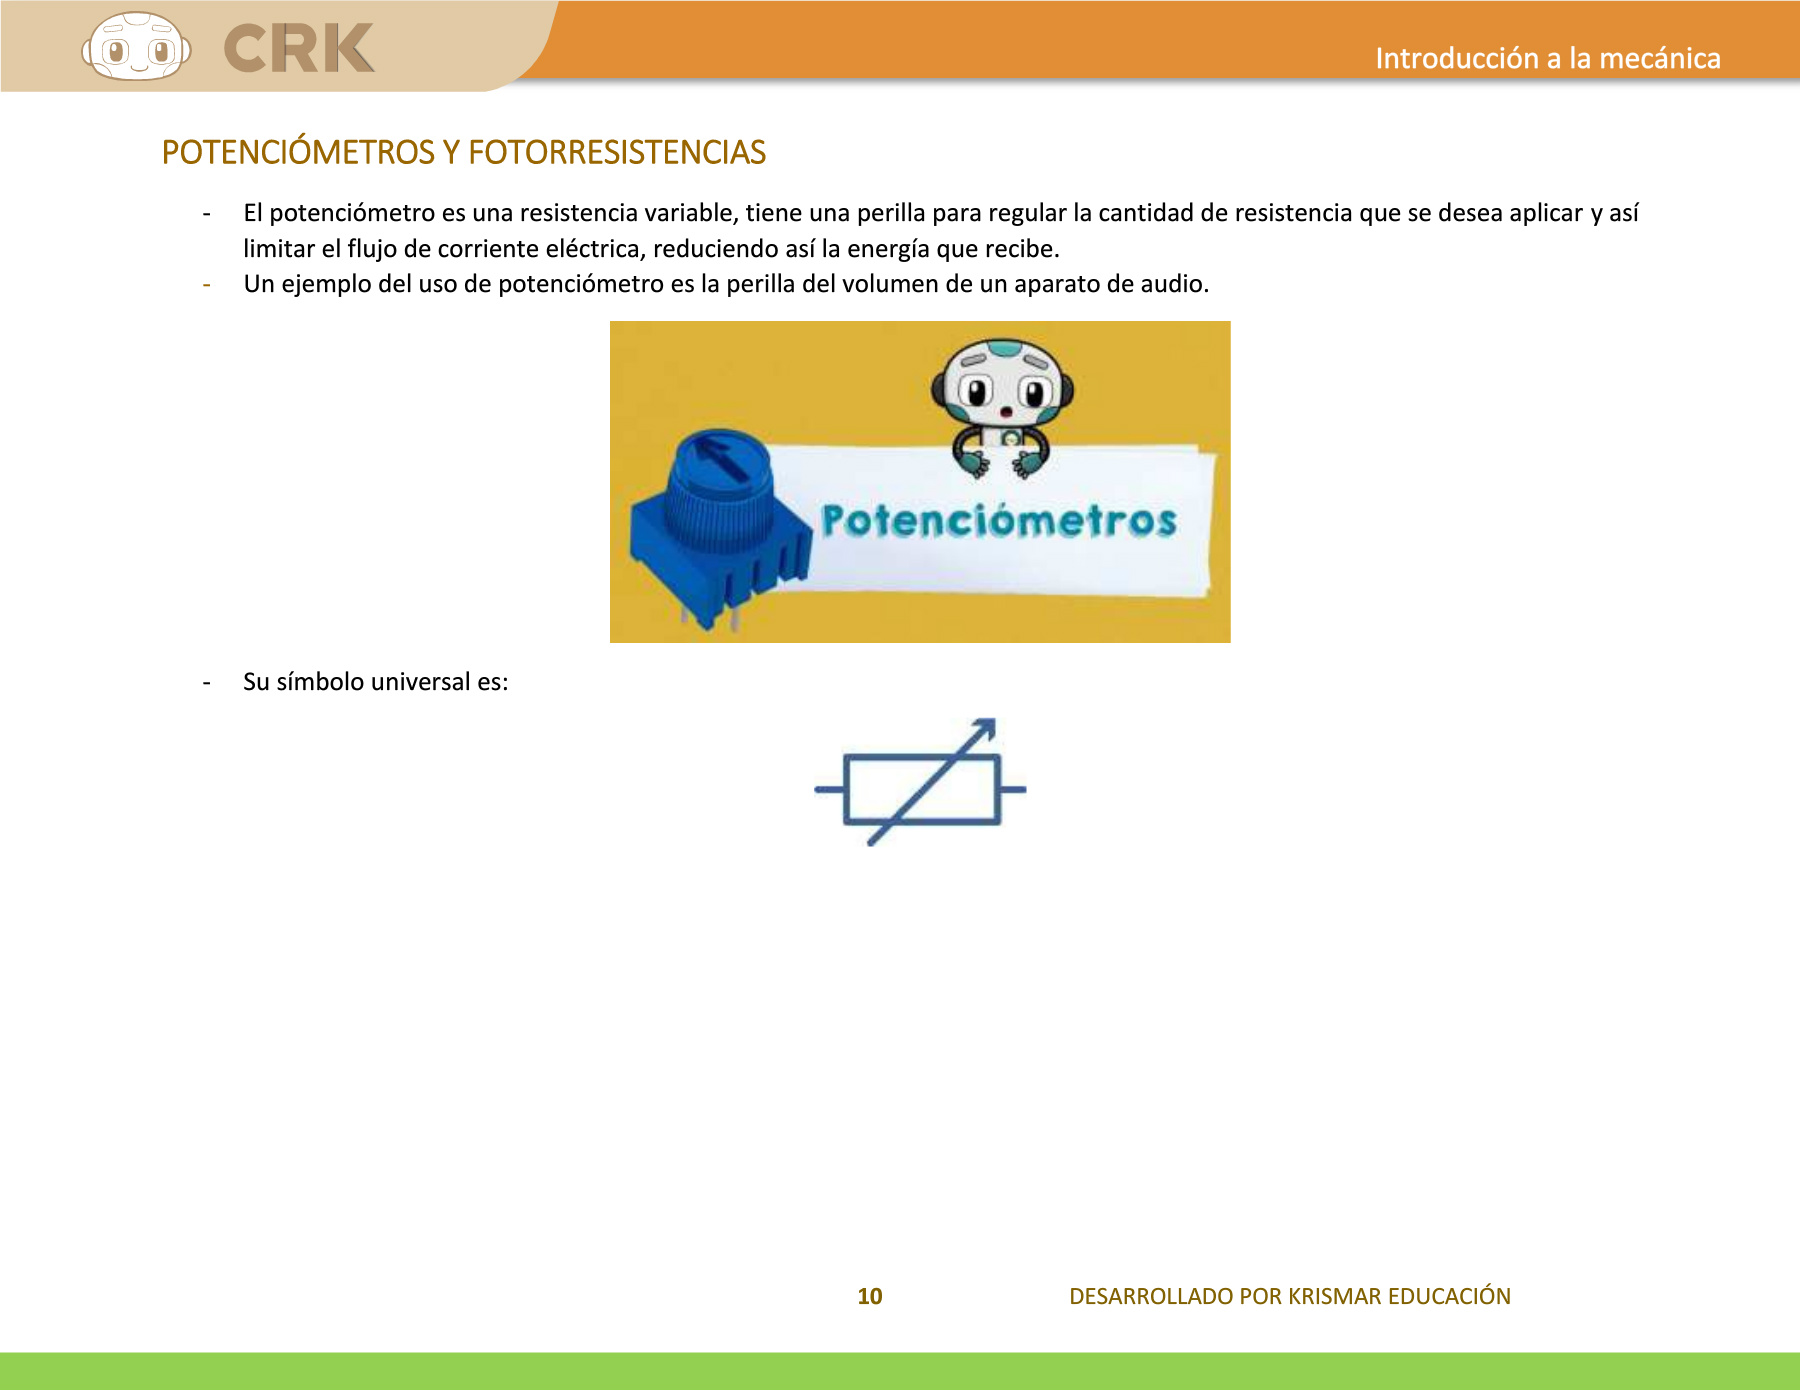 CRK
Introducción a la mecánica
POTENCIÓMETROS Y FOTORRESISTENCIAS
- El potenciómetro es una resistencia variable, tiene una perilla para regular la cantidad de resistencia que se desea aplicar y así
limitar el flujo de corriente eléctrica, reduciendo así la energía que recibe.
- Un ejemplo del uso de potenciómetro es la perilla del volumen de un aparato de audio.
Potenciómetros
- Su símbolo universal es:
10
DESARROLLADO POR KRISMAR EDUCACIÓN